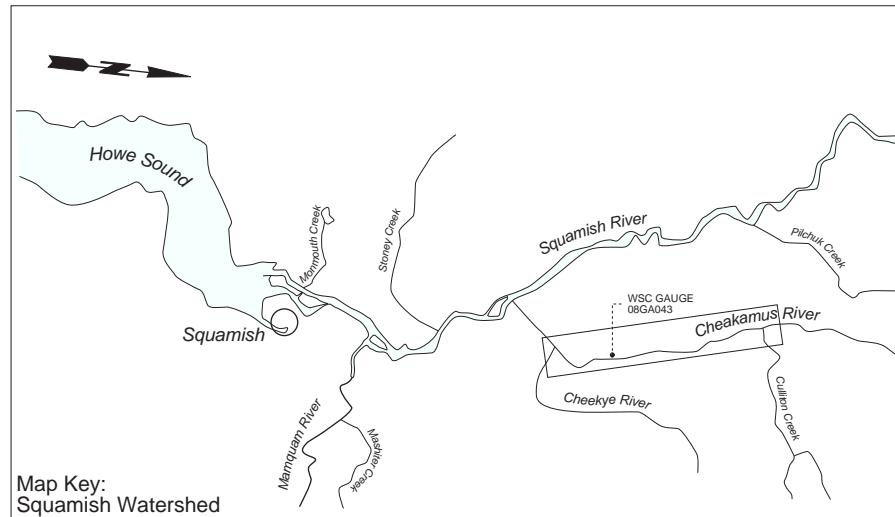 N
Howe Sound
Monmouth Creek
Stoney Creek
Squamish River
Pilchuk Creek
WSC GAUGE
08GA043
Cheakamus River
Squamish
Cheekye River
Culliton Creek
Mamquam River
Mashiter Creek
Map Key:
Squamish Watershed